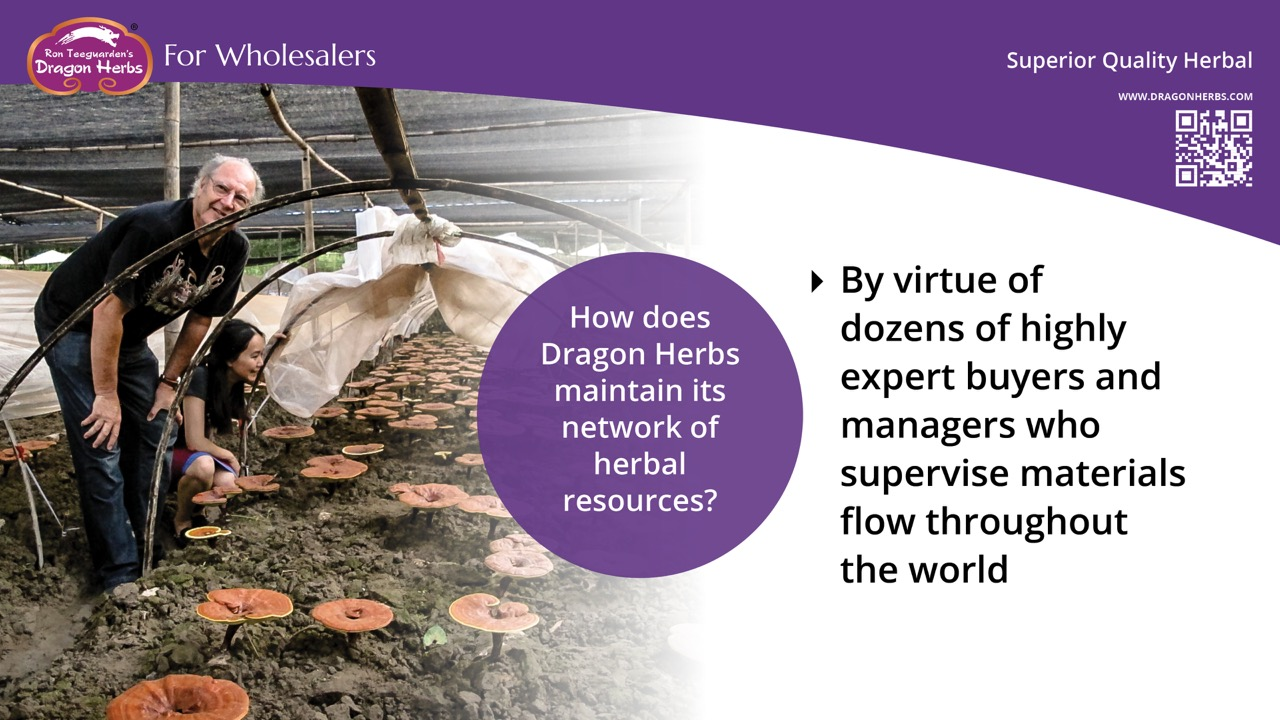 Ron Teeguarden's
Dragon Herbs
®
For Wholesalers
Superior Quality Herbal
WWW.DRAGONHERBS.COM
How does
Dragon Herbs
maintain its
network of
herbal
resources?
By virtue of
dozens of highly
expert buyers and
managers who
supervise materials
flow throughout
the world